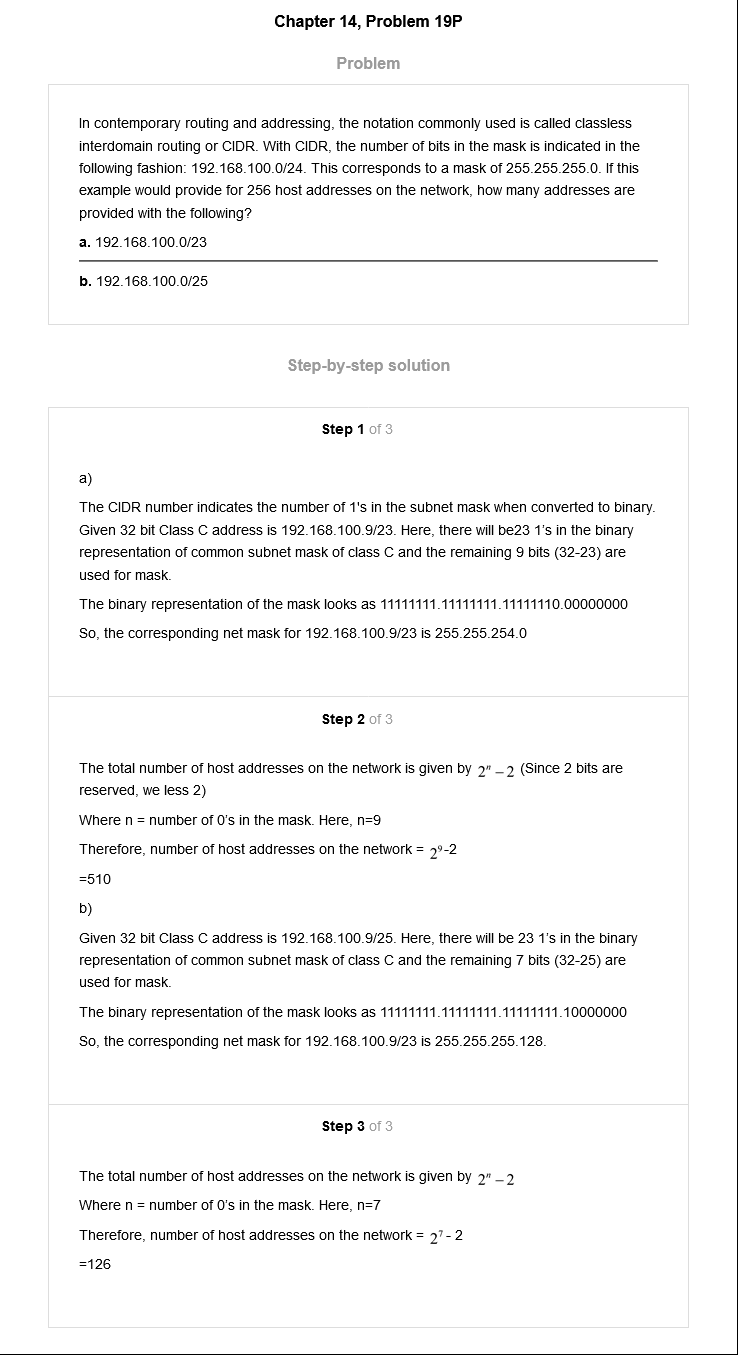 Chapter 14, Problem 19P
Problem
In contemporary routing and addressing, the notation commonly used is called classless
interdomain routing or CIDR. With CIDR, the number of bits in the mask is indicated in the
following fashion: 192.168.100.0/24. This corresponds to a mask of 255.255.255.0. If this
example would provide for 256 host addresses on the network, how many addresses are
provided with the following?
a. 192.168.100.0/23
b. 192.168.100.0/25
Step-by-step solution
Step 1 of 3
a)
The CIDR number indicates the number of 1's in the subnet mask when converted to binary.
Given 32 bit Class C address is 192.168.100.9/23. Here, there will be23 1’s in the binary
representation of common subnet mask of class C and the remaining 9 bits (32-23) are
used for mask.
The binary representation of the mask looks as 11111111.11111111.11111110.00000000
So, the corresponding net mask for 192.168.100.9/23 is 255.255.254.0
Step 2 of 3
The total number of host addresses on the network is given by 2ⁿ – 2 (Since 2 bits are
reserved, we less 2)
Where n = number of 0’s in the mask. Here, n=9
Therefore, number of host addresses on the network = 2⁹-2
=510
b)
Given 32 bit Class C address is 192.168.100.9/25. Here, there will be 23 1’s in the binary
representation of common subnet mask of class C and the remaining 7 bits (32-25) are
used for mask.
The binary representation of the mask looks as 11111111.11111111.11111111.10000000
So, the corresponding net mask for 192.168.100.9/23 is 255.255.255.128.
Step 3 of 3
The total number of host addresses on the network is given by 2ⁿ – 2
Where n = number of 0’s in the mask. Here, n=7
Therefore, number of host addresses on the network = 2⁷- 2
=126